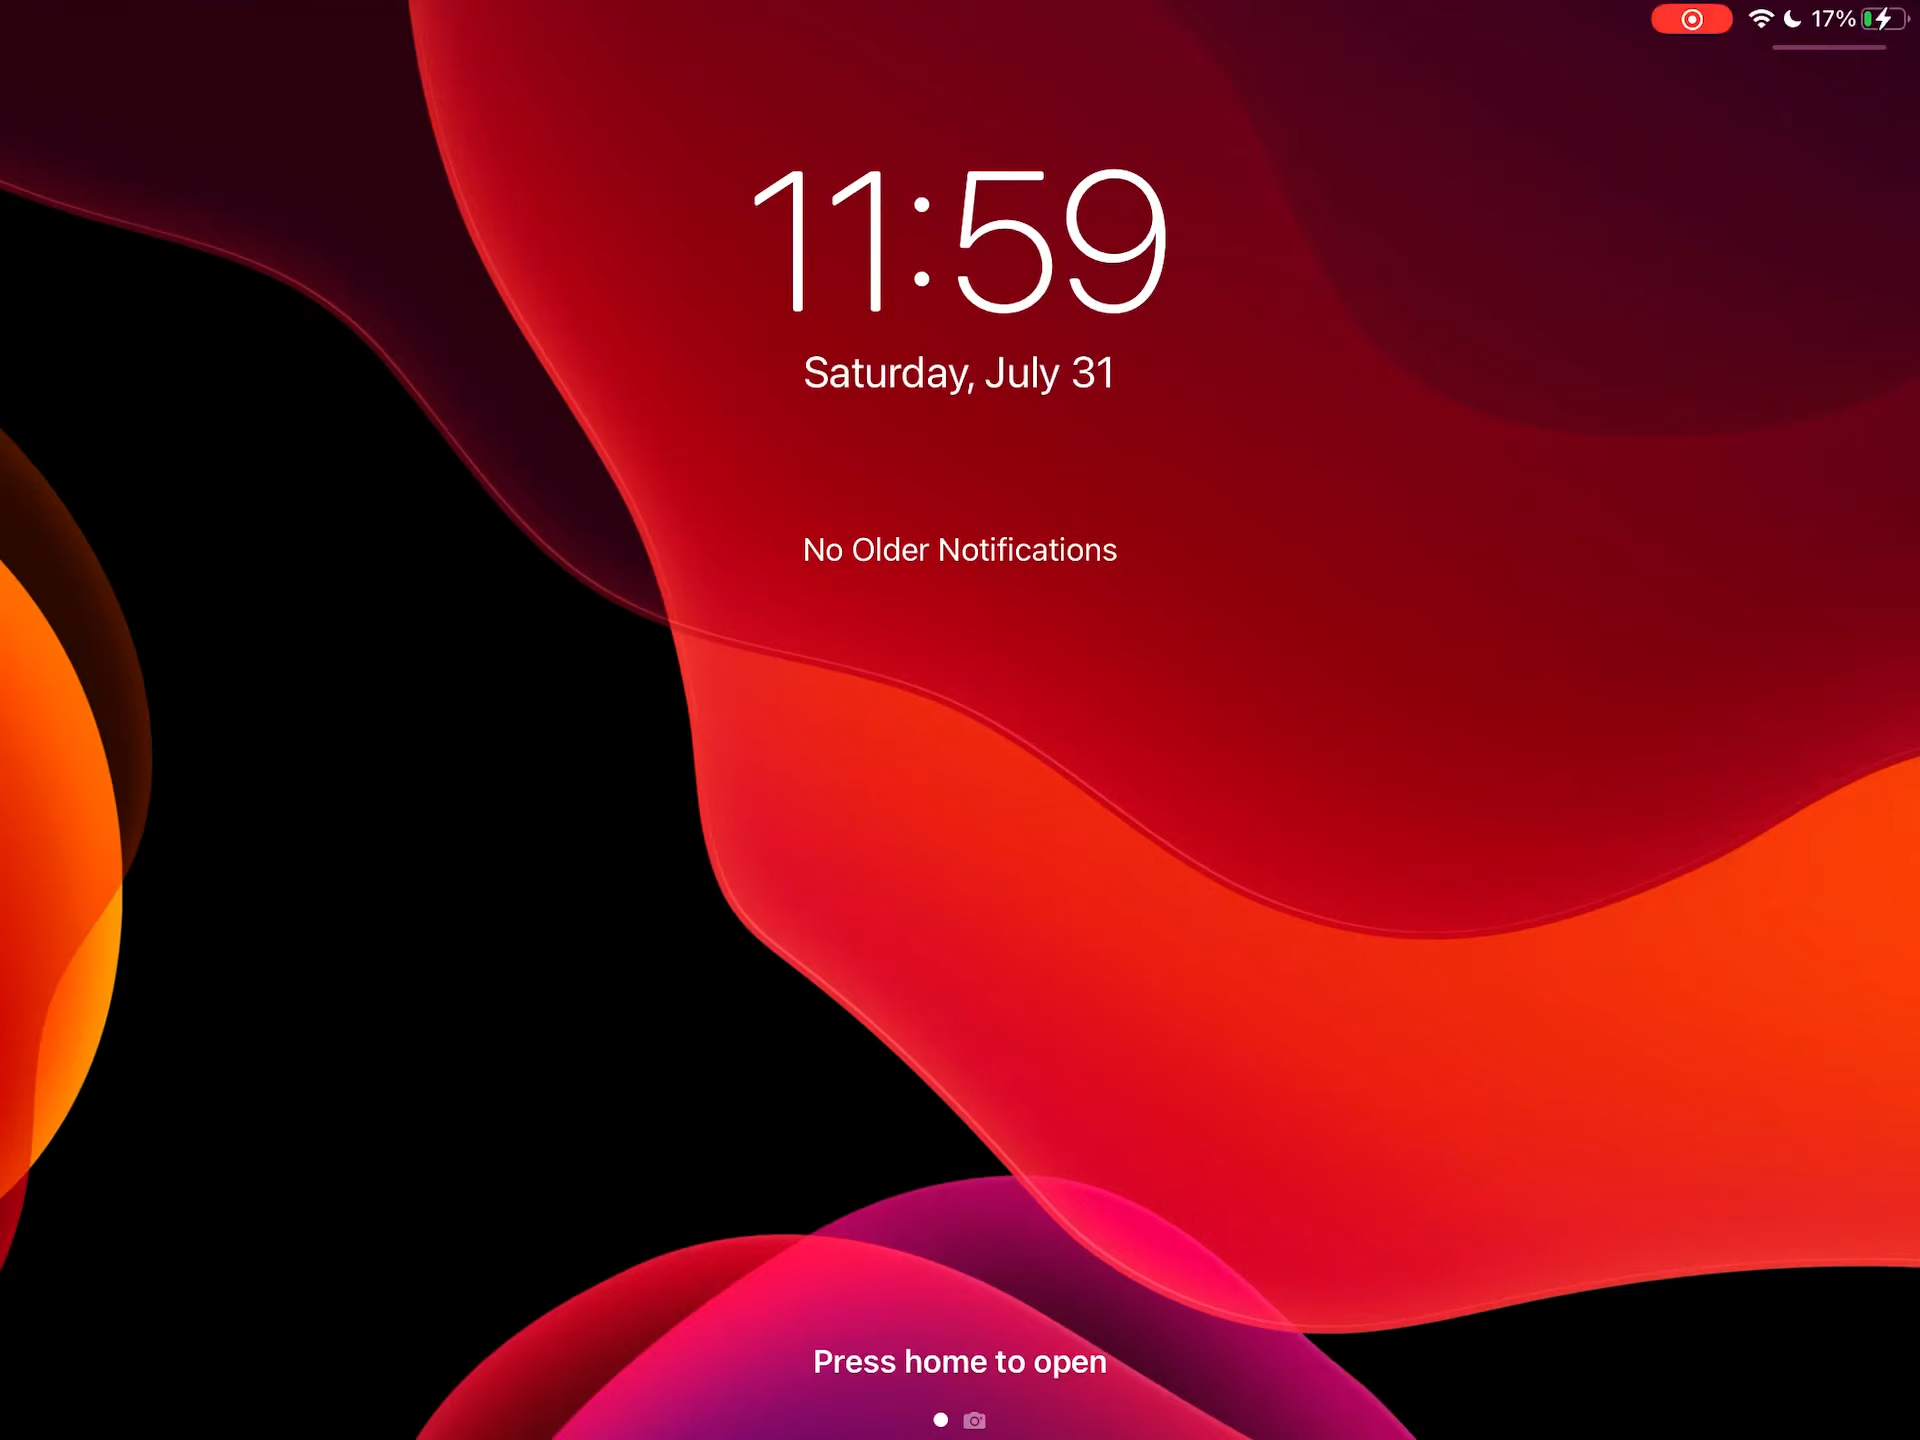 17%
11:59
Saturday, July 31
No Older Notifications
Press home to open